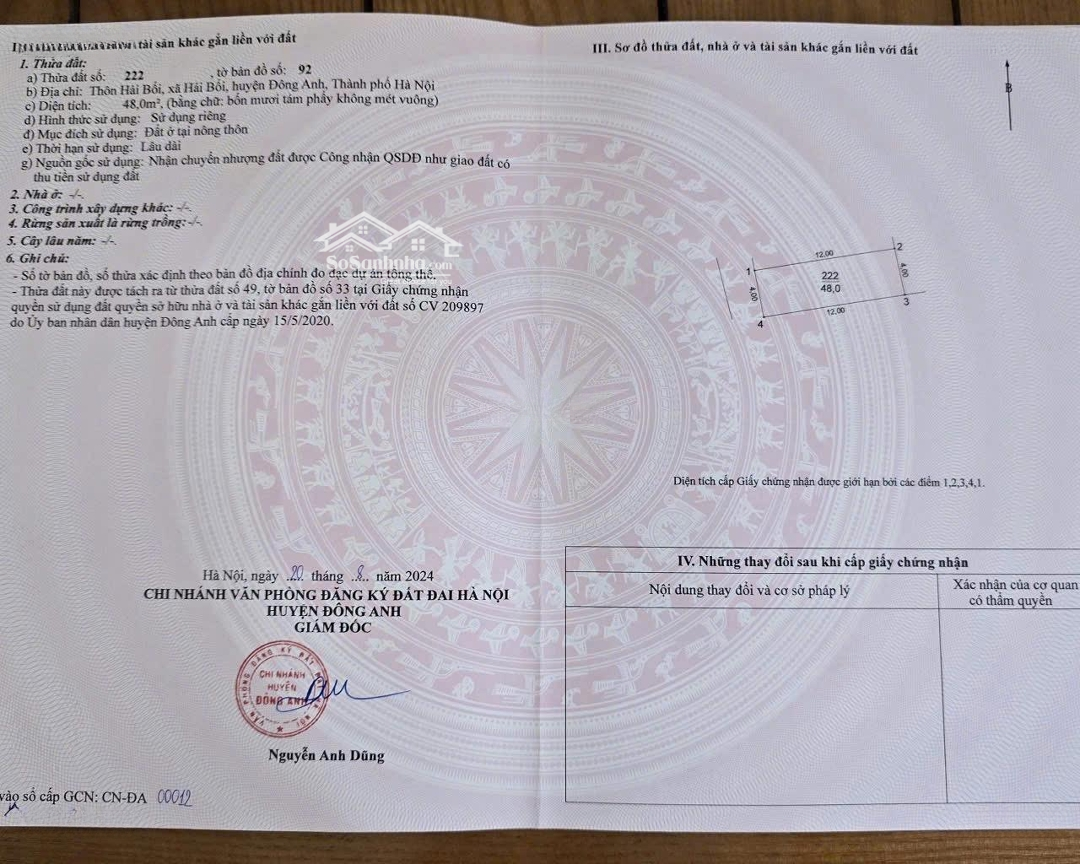 tài sản khác gắn liền với đất
1. Thửa đất:
a) Thửa đất số: 222 , tờ bản đồ số: 92
b) Địa chỉ: Thôn Hải Bối, xã Hải Bối, huyện Đông Anh, Thành phố Hà Nội
c) Diện tích: 48,0m², (bằng chữ: bốn mươi tám phẩy không mét vuông)
d) Hình thức sử dụng: Sử dụng riêng
đ) Mục đích sử dụng: Đất ở tại nông thôn
e) Thời hạn sử dụng: Lâu dài
g) Nguồn gốc sử dụng: Nhận chuyển nhượng đất được Công nhận QSDĐ như giao đất có
thu tiền sử dụng đất
2. Nhà ở: -/-.
3. Công trình xây dựng khác: -/-.
4. Rừng sản xuất là rừng trồng: -/-.
5. Cây lâu năm: -/-.
6. Ghi chú:
- Số tờ bản đồ, số thửa xác định theo bản đồ địa chính đo đạc dự án tổng thể.
- Thửa đất này được tách ra từ thửa đất số 49, tờ bản đồ số 33 tại Giấy chứng nhận
quyền sử dụng đất quyền sở hữu nhà ở và tài sản khác gắn liền với đất số CV 209897
do Ủy ban nhân dân huyện Đông Anh cấp ngày 15/5/2020.
SoSanhnha.com
Hà Nội, ngày 20 tháng 8 năm 2024
CHI NHÁNH VĂN PHÒNG ĐĂNG KÝ ĐẤT ĐAI HÀ NỘI
HUYỆN ĐÔNG ANH
GIÁM ĐỐC
VĂN PHÒNG ĐĂNG KÝ ĐẤT ĐAI HÀ NỘI
CHI NHÁNH
HUYỆN
ĐÔNG ANH
Nguyễn Anh Dũng
vào sổ cấp GCN: CN-ĐA 00012
III. Sơ đồ thửa đất, nhà ở và tài sản khác gắn liền với đất
B
12,00
2
1
222
48,0
4,00
4,00
3
12,00
4
Diện tích cấp Giấy chứng nhận được giới hạn bởi các điểm 1,2,3,4,1.
IV. Những thay đổi sau khi cấp giấy chứng nhận
Nội dung thay đổi và cơ sở pháp lý
Xác nhận của cơ quan
có thẩm quyền